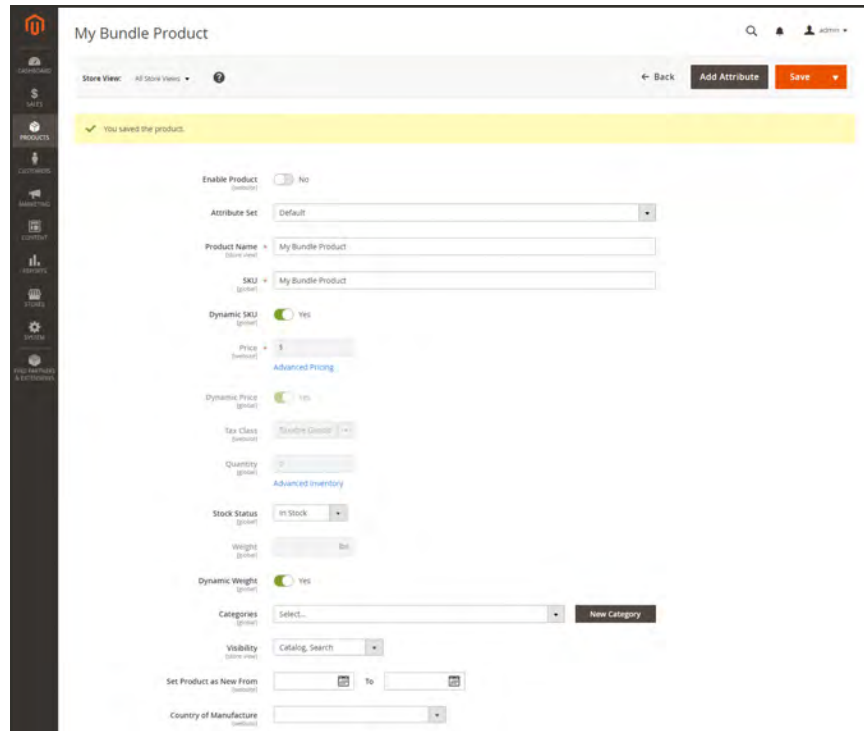 My Bundle Product
admin
DASHBOARD
$
SALES
PRODUCTS
CUSTOMERS
MARKETING
CONTENT
REPORTS
STORES
SYSTEM
FIND PARTNERS
& EXTENSIONS
Store View: All Store Views
?
← Back
Add Attribute
Save
You saved the product.
Enable Product
[website]
No
Attribute Set
Default
Product Name *
[store view]
My Bundle Product
SKU *
[global]
My Bundle Product
Dynamic SKU
[global]
Yes
Price *
[website]
$
Advanced Pricing
Dynamic Price
[global]
Yes
Tax Class
[website]
Taxable Goods
Quantity
[global]
0
Advanced Inventory
Stock Status
[global]
In Stock
Weight
[global]
lbs
Dynamic Weight
[global]
Yes
Categories
[global]
Select...
New Category
Visibility
[store view]
Catalog, Search
Set Product as New From
[website]
To
Country of Manufacture
[website]